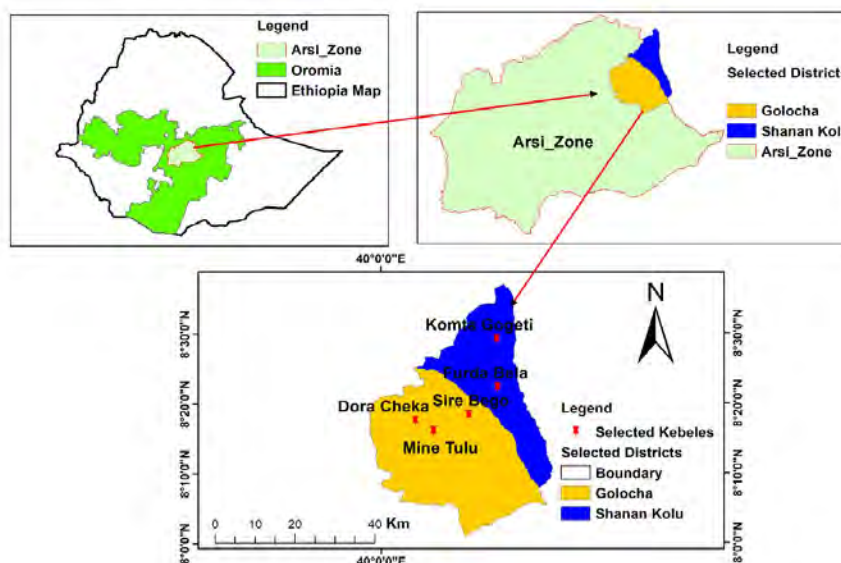 Legend
Arsi_Zone
Oromia
Ethiopia Map
Legend
Selected District
Golocha
Shanan Kol
Arsi_Zone
Arsi_Zone
40°0'0"E
N
Komte Gogeti
Furda Bala
Sire Bego
Dora Cheka
Mine Tulu
8°30'0"N
8°20'0"N
8°10'0"N
8°0'0"N
8°30'0"N
8°20'0"N
8°10'0"N
8°0'0"N
Legend
Selected Kebeles
Selected Districts
Boundary
Golocha
Shanan Kolu
0 10 20 40 Km
40°0'0"E